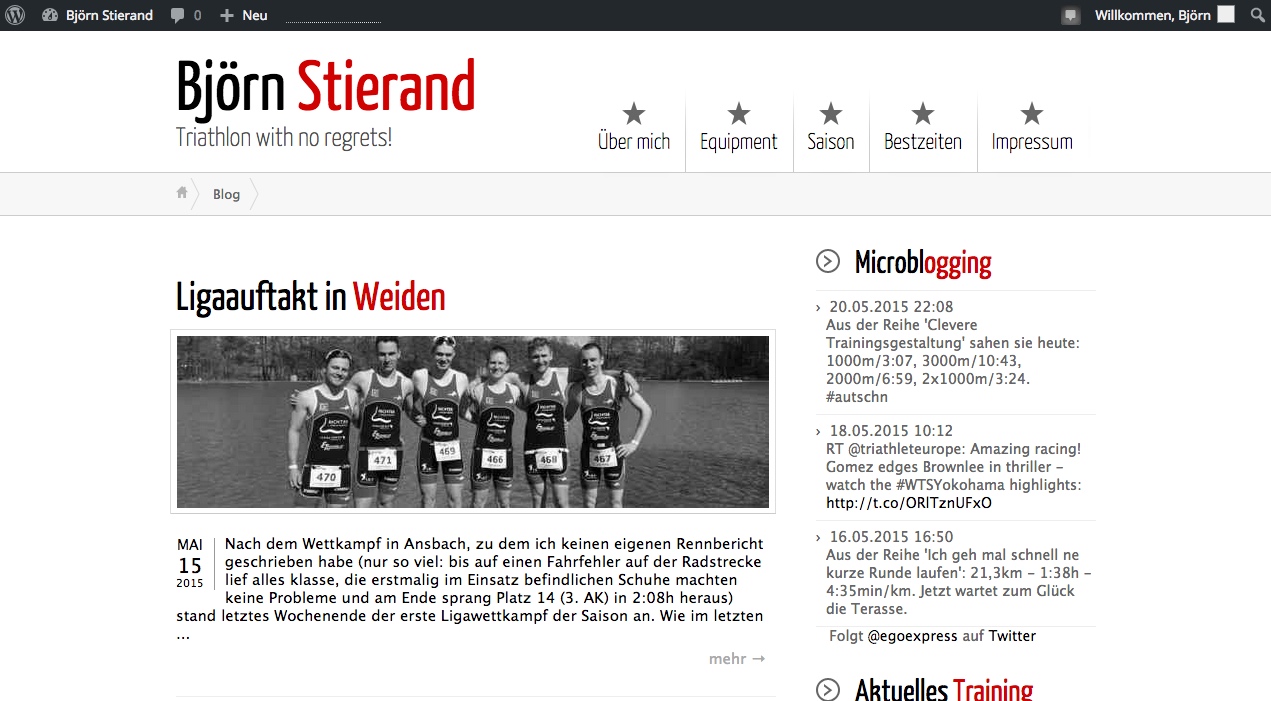 Björn Stierand 0 Neu Willkommen, Björn
Björn Stierand
Triathlon with no regrets!
Über mich Equipment Saison Bestzeiten Impressum
Blog
Ligaauftakt in Weiden
470 471 469 466 468 467
MAI
15
2015
Nach dem Wettkampf in Ansbach, zu dem ich keinen eigenen Rennbericht
geschrieben habe (nur so viel: bis auf einen Fahrfehler auf der Radstrecke
lief alles klasse, die erstmalig im Einsatz befindlichen Schuhe machten
keine Probleme und am Ende sprang Platz 14 (3. AK) in 2:08h heraus)
stand letztes Wochenende der erste Ligawettkampf der Saison an. Wie im letzten
...
mehr →
Microblogging
› 20.05.2015 22:08
Aus der Reihe 'Clevere
Trainingsgestaltung' sahen sie heute:
1000m/3:07, 3000m/10:43,
2000m/6:59, 2x1000m/3:24.
#autschn
› 18.05.2015 10:12
RT @triathleteurope: Amazing racing!
Gomez edges Brownlee in thriller –
watch the #WTSYokohama highlights:
http://t.co/ORlTznUFxO
› 16.05.2015 16:50
Aus der Reihe 'Ich geh mal schnell ne
kurze Runde laufen': 21,3km – 1:38h –
4:35min/km. Jetzt wartet zum Glück
die Terasse.
Folgt @egoexpress auf Twitter
Aktuelles Training